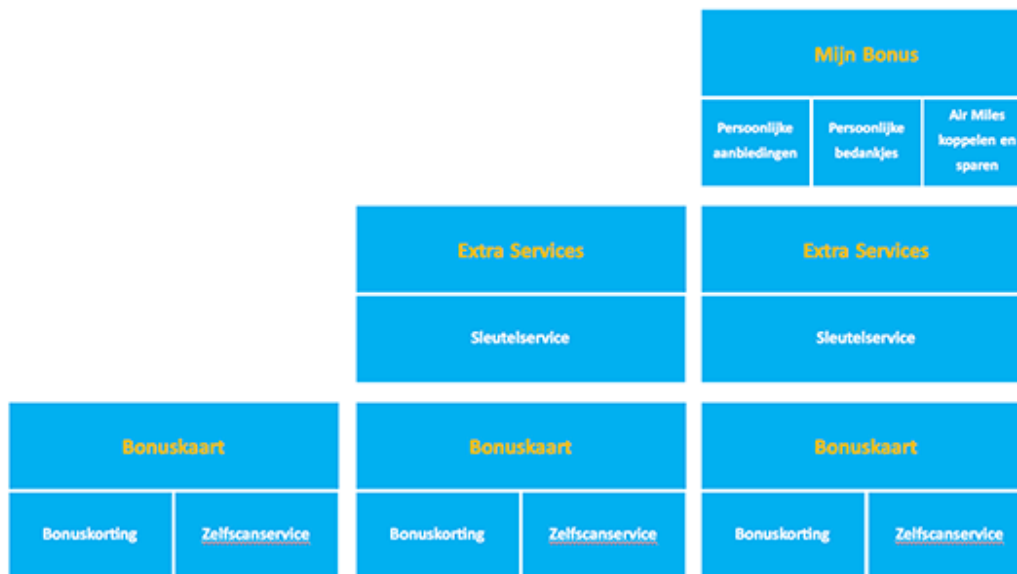 Mijn Bonus
Persoonlijke
aanbiedingen
Persoonlijke
bedankjes
Air Miles
koppelen en
sparen
Extra Services
Extra Services
Sleutelservice
Sleutelservice
Bonuskaart
Bonuskaart
Bonuskaart
Bonuskorting
Zelfscanservice
Bonuskorting
Zelfscanservice
Bonuskorting
Zelfscanservice